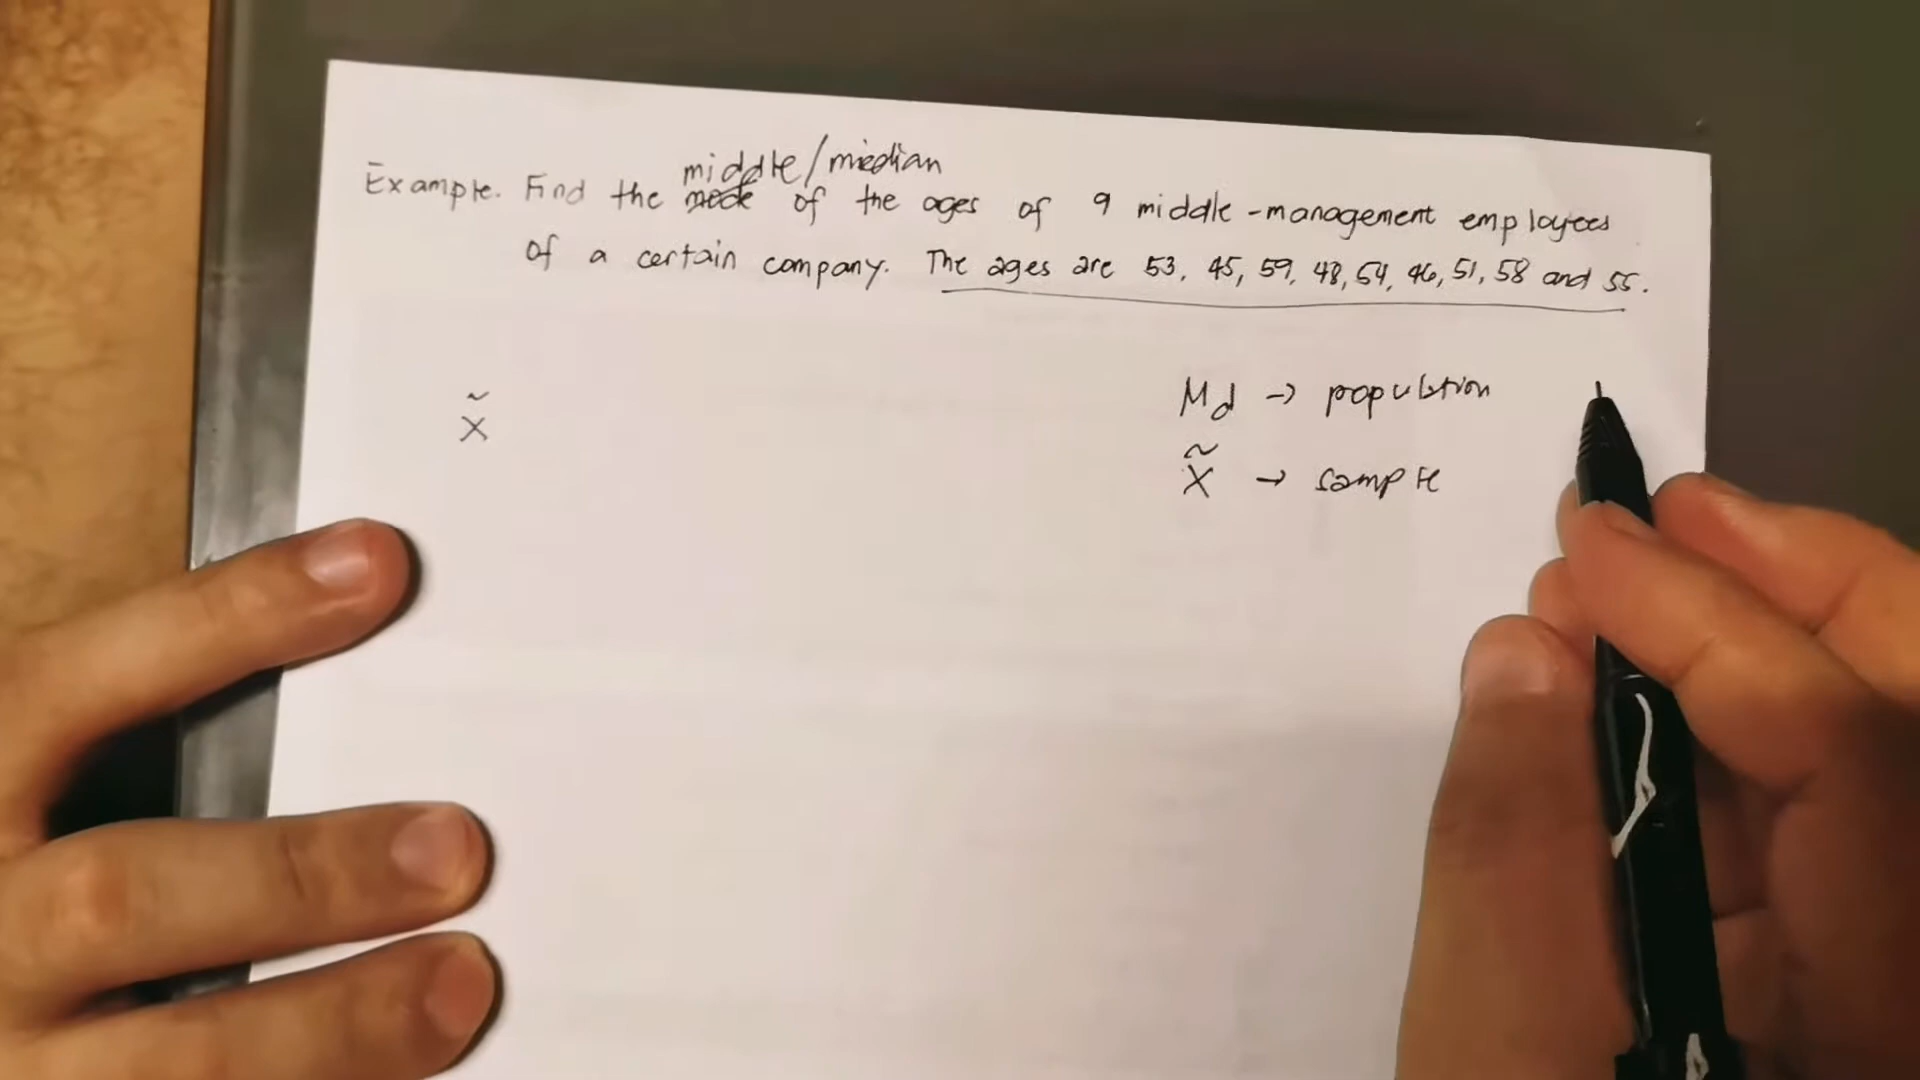 middle/median
Example. Find the mode of the ages of 9 middle-management employees
of a certain company. The ages are 53, 45, 59, 48, 54, 46, 51, 58 and 55.
x̃
Md → population
x̃ → sample